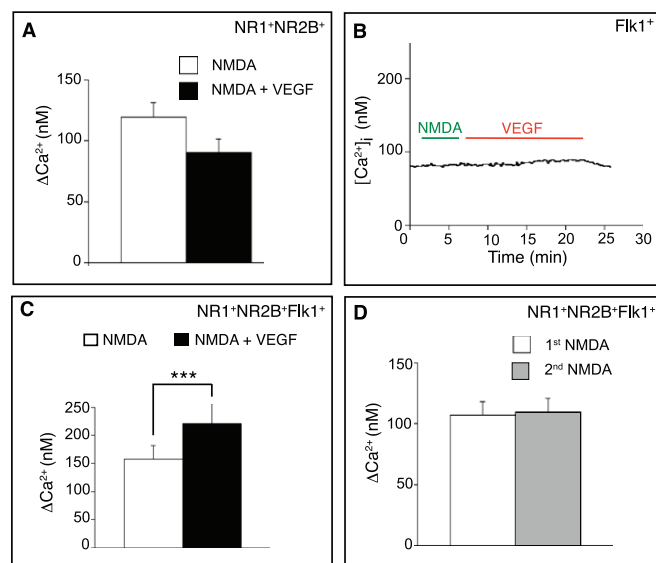 A
NR1⁺NR2B⁺
NMDA
NMDA + VEGF
ΔCa²⁺ (nM)
150
100
50
0
B
Flk1⁺
[Ca²⁺]i (nM)
200
100
0
NMDA
VEGF
0 5 10 15 20 25 30
Time (min)
C
NR1⁺NR2B⁺Flk1⁺
NMDA
NMDA + VEGF
***
ΔCa²⁺ (nM)
250
200
150
100
50
0
D
NR1⁺NR2B⁺Flk1⁺
1st NMDA
2nd NMDA
ΔCa²⁺ (nM)
150
100
50
0